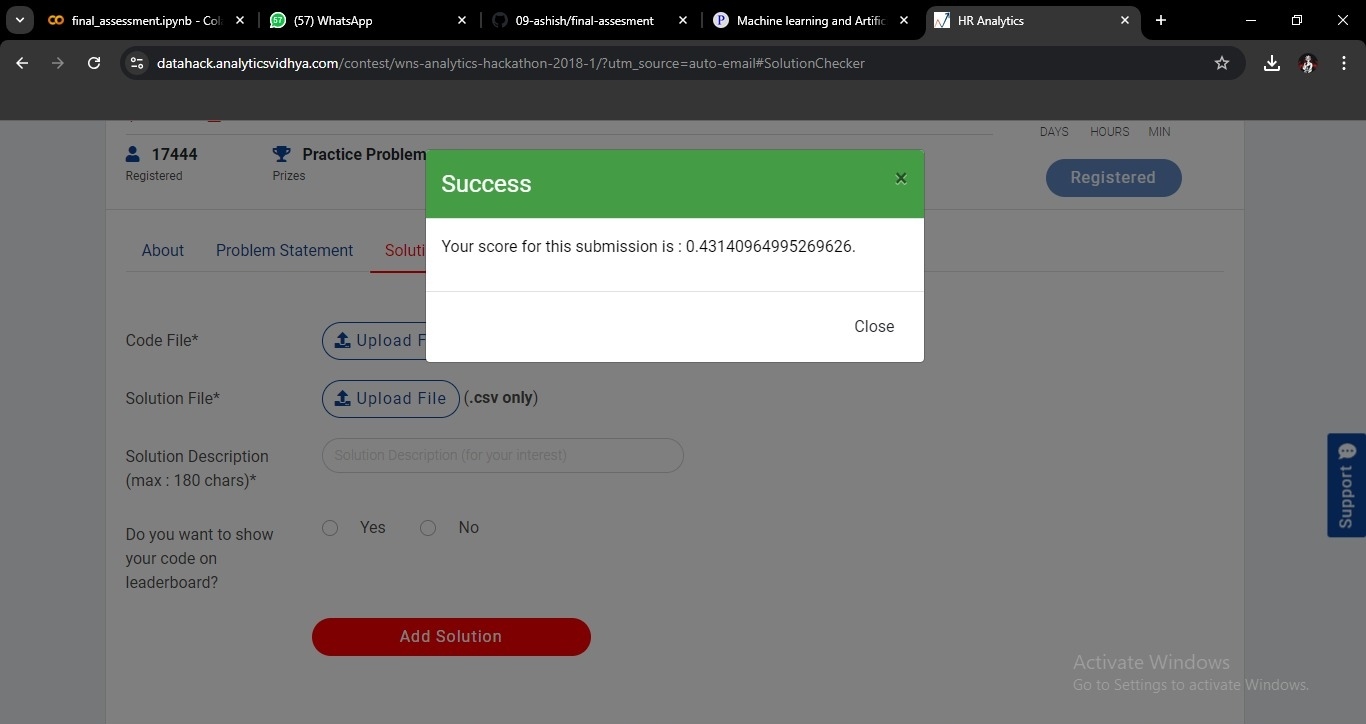 final_assessment.ipynb - Col
(57) WhatsApp
09-ashish/final-assesment
Machine learning and Artific
HR Analytics
datahack.analyticsvidhya.com/contest/wns-analytics-hackathon-2018-1/?utm_source=auto-email#SolutionChecker
DAYS HOURS MIN
17444
Registered
Practice Problem
Prizes
Registered
Success
×
Your score for this submission is : 0.43140964995269626.
Close
About Problem Statement Soluti
Code File*
Upload F
Solution File*
Upload File (.csv only)
Solution Description
(max : 180 chars)*
Solution Description (for your interest)
Do you want to show
your code on
leaderboard?
Yes No
Add Solution
Support
Activate Windows
Go to Settings to activate Windows.